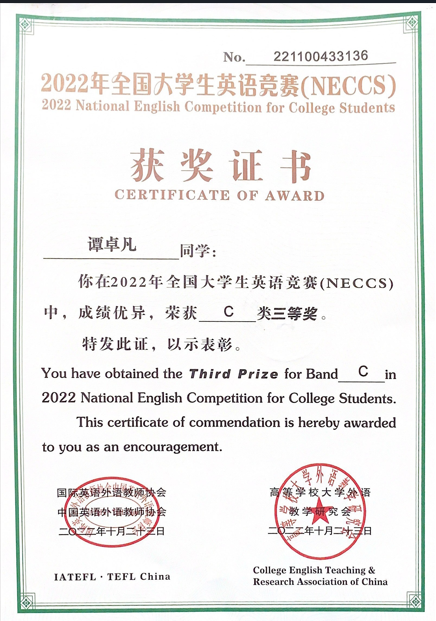 No. 221100433136
2022年全国大学生英语竞赛(NECCS)
2022 National English Competition for College Students
获奖证书
CERTIFICATE OF AWARD
谭卓凡同学:
你在2022年全国大学生英语竞赛(NECCS)
中，成绩优异，荣获 C 类三等奖。
特发此证，以示表彰。
You have obtained the Third Prize for Band C in
2022 National English Competition for College Students.
This certificate of commendation is hereby awarded
to you as an encouragement.
国际英语外语教师协会
中国英语外语教师协会
二〇二二年十月二十三日
IATEFL · TEFL China
高等学校大学外语
教学研究会
二〇二二年十月二十三日
College English Teaching &
Research Association of China